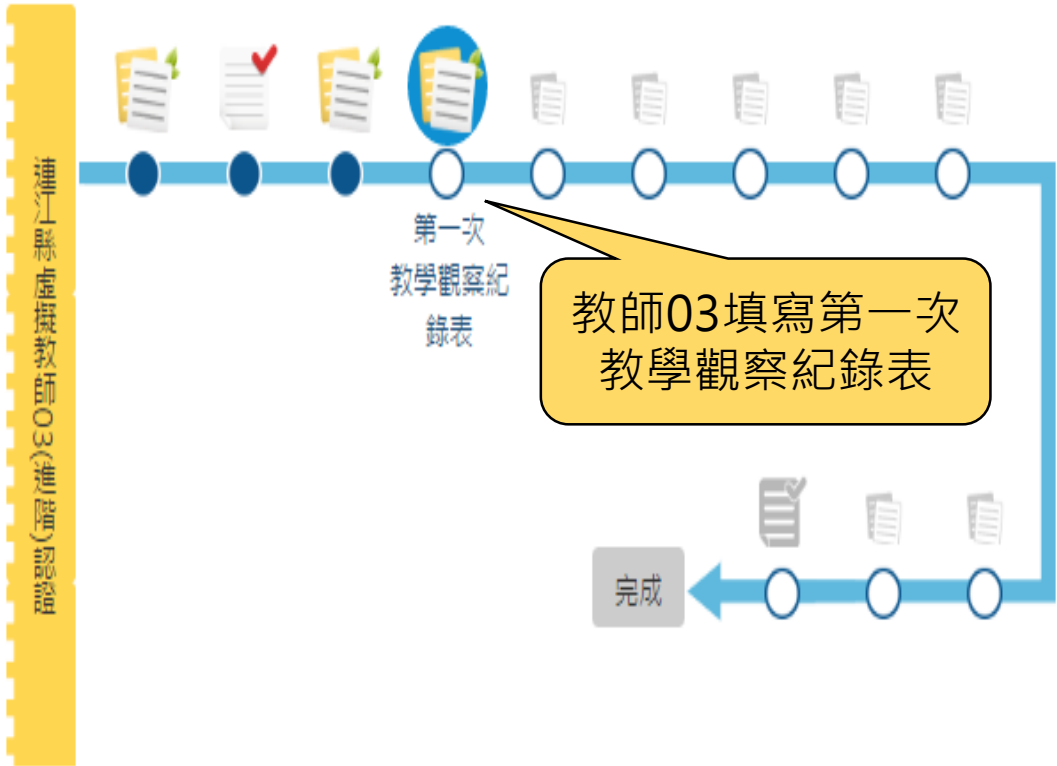 連江縣虛擬教師03(進階)認證
第一次
教學觀察紀
錄表
教師03填寫第一次
教學觀察紀錄表
完成